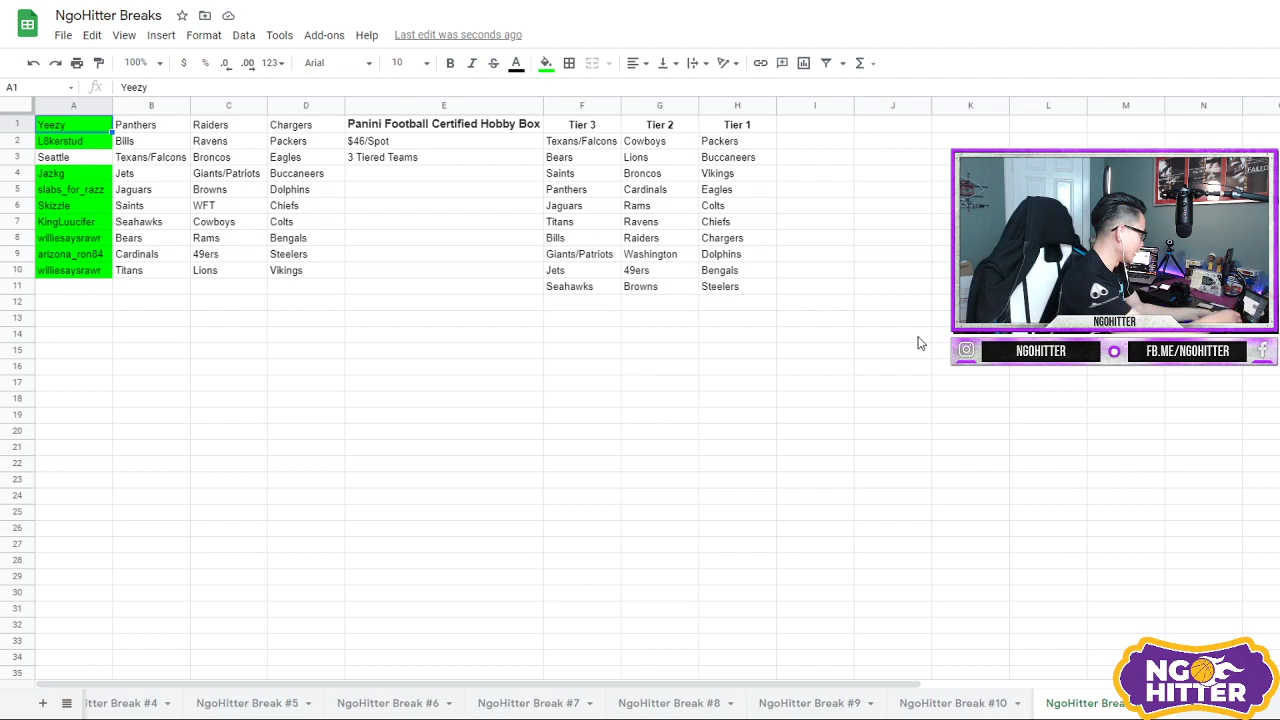 NgoHitter Breaks
File Edit View Insert Format Data Tools Add-ons Help Last edit was seconds ago
100% $ % .0 .00 123 Arial 10 B I S A
A1 fx Yeezy
A B C D E F G H I J K L M N
1 Yeezy Panthers Raiders Chargers Panini Football Certified Hobby Box Tier 3 Tier 2 Tier 1
2 L8kerstud Bills Ravens Packers $46/Spot Texans/Falcons Cowboys Packers
3 Seattle Texans/Falcons Broncos Eagles 3 Tiered Teams Bears Lions Buccaneers
4 Jazkg Jets Giants/Patriots Buccaneers Saints Broncos Vikings
5 slabs_for_razz Jaguars Browns Dolphins Panthers Cardinals Eagles
6 Skizzle Saints WFT Chiefs Jaguars Rams Colts
7 KingLuucifer Seahawks Cowboys Colts Titans Ravens Chiefs
8 williesaysrawr Bears Rams Bengals Bills Raiders Chargers
9 arizona_ron84 Cardinals 49ers Steelers Giants/Patriots Washington Dolphins
10 williesaysrawr Titans Lions Vikings Jets 49ers Bengals
11 Seahawks Browns Steelers
12
13
14
15
16
17
18
19
20
21
22
23
24
25
26
27
28
29
30
31
32
33
34
35
NGOHITTER
NGOHITTER FB.ME/NGOHITTER
itter Break #4 NgoHitter Break #5 NgoHitter Break #6 NgoHitter Break #7 NgoHitter Break #8 NgoHitter Break #9 NgoHitter Break #10 NgoHitter Brea
NGO
HITTER